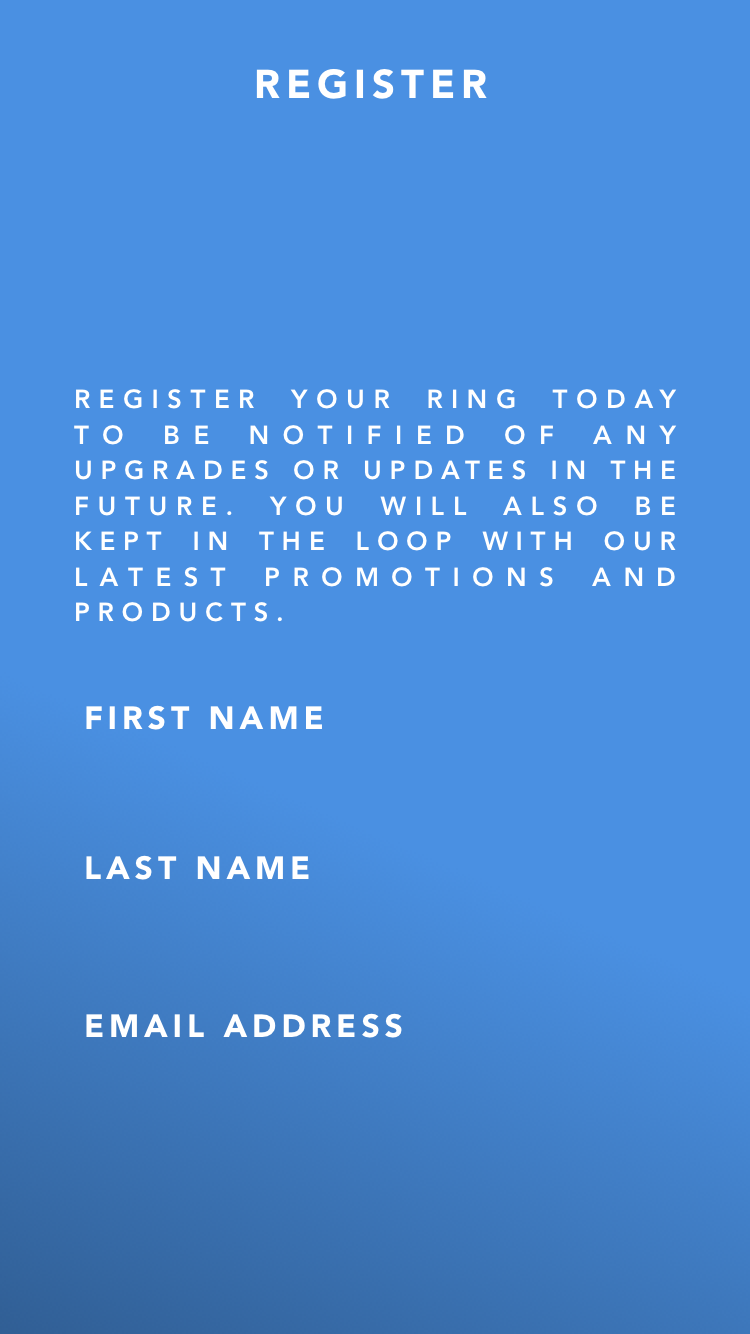 REGISTER
REGISTER YOUR RING TODAY
TO BE NOTIFIED OF ANY
UPGRADES OR UPDATES IN THE
FUTURE. YOU WILL ALSO BE
KEPT IN THE LOOP WITH OUR
LATEST PROMOTIONS AND
PRODUCTS.
FIRST NAME
LAST NAME
EMAIL ADDRESS